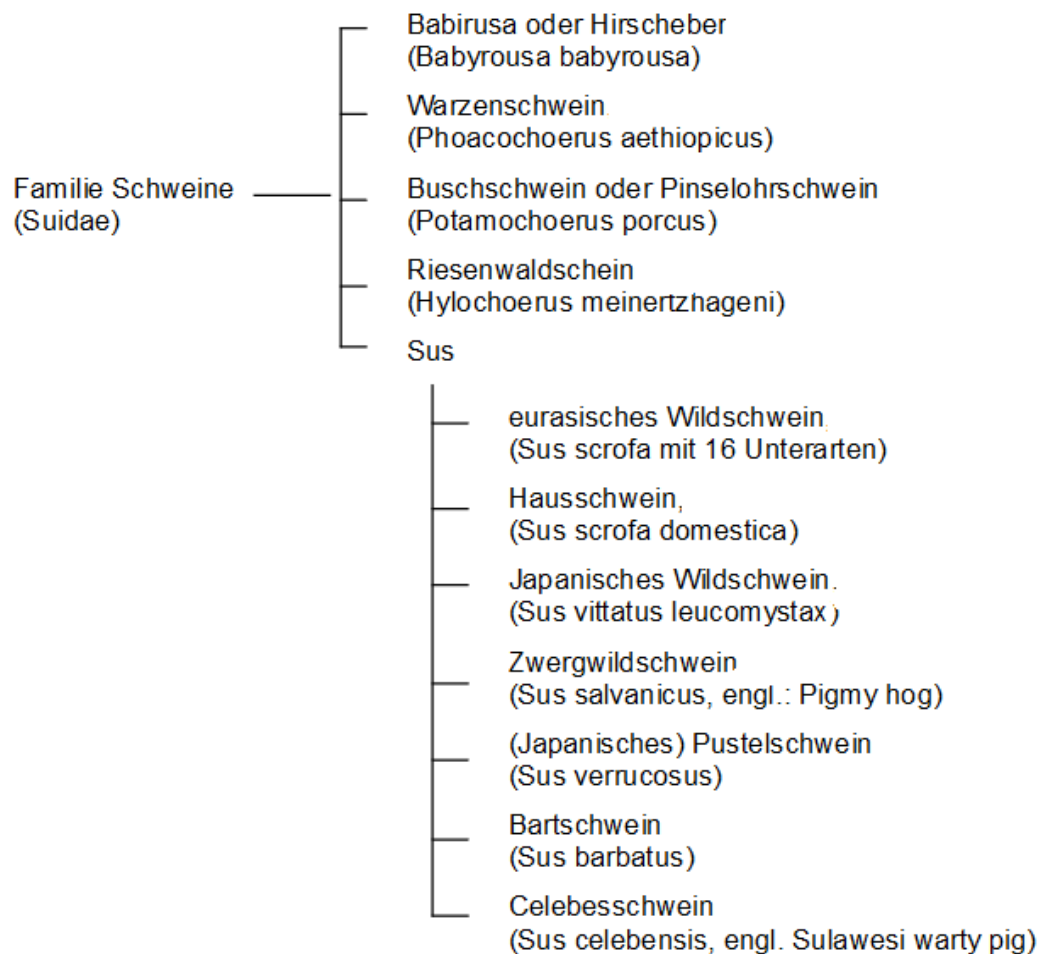 Babirusa oder Hirscheber
(Babyrousa babyrousa)
Warzenschwein
(Phoacochoerus aethiopicus)
Familie Schweine
(Suidae)
Buschschwein oder Pinselohrschwein
(Potamochoerus porcus)
Riesenwaldschein
(Hylochoerus meinertzhageni)
Sus
eurasisches Wildschwein
(Sus scrofa mit 16 Unterarten)
Hausschwein,
(Sus scrofa domestica)
Japanisches Wildschwein.
(Sus vittatus leucomystax)
Zwergwildschwein
(Sus salvanicus, engl.: Pigmy hog)
(Japanisches) Pustelschwein
(Sus verrucosus)
Bartschwein
(Sus barbatus)
Celebesschwein
(Sus celebensis, engl. Sulawesi warty pig)